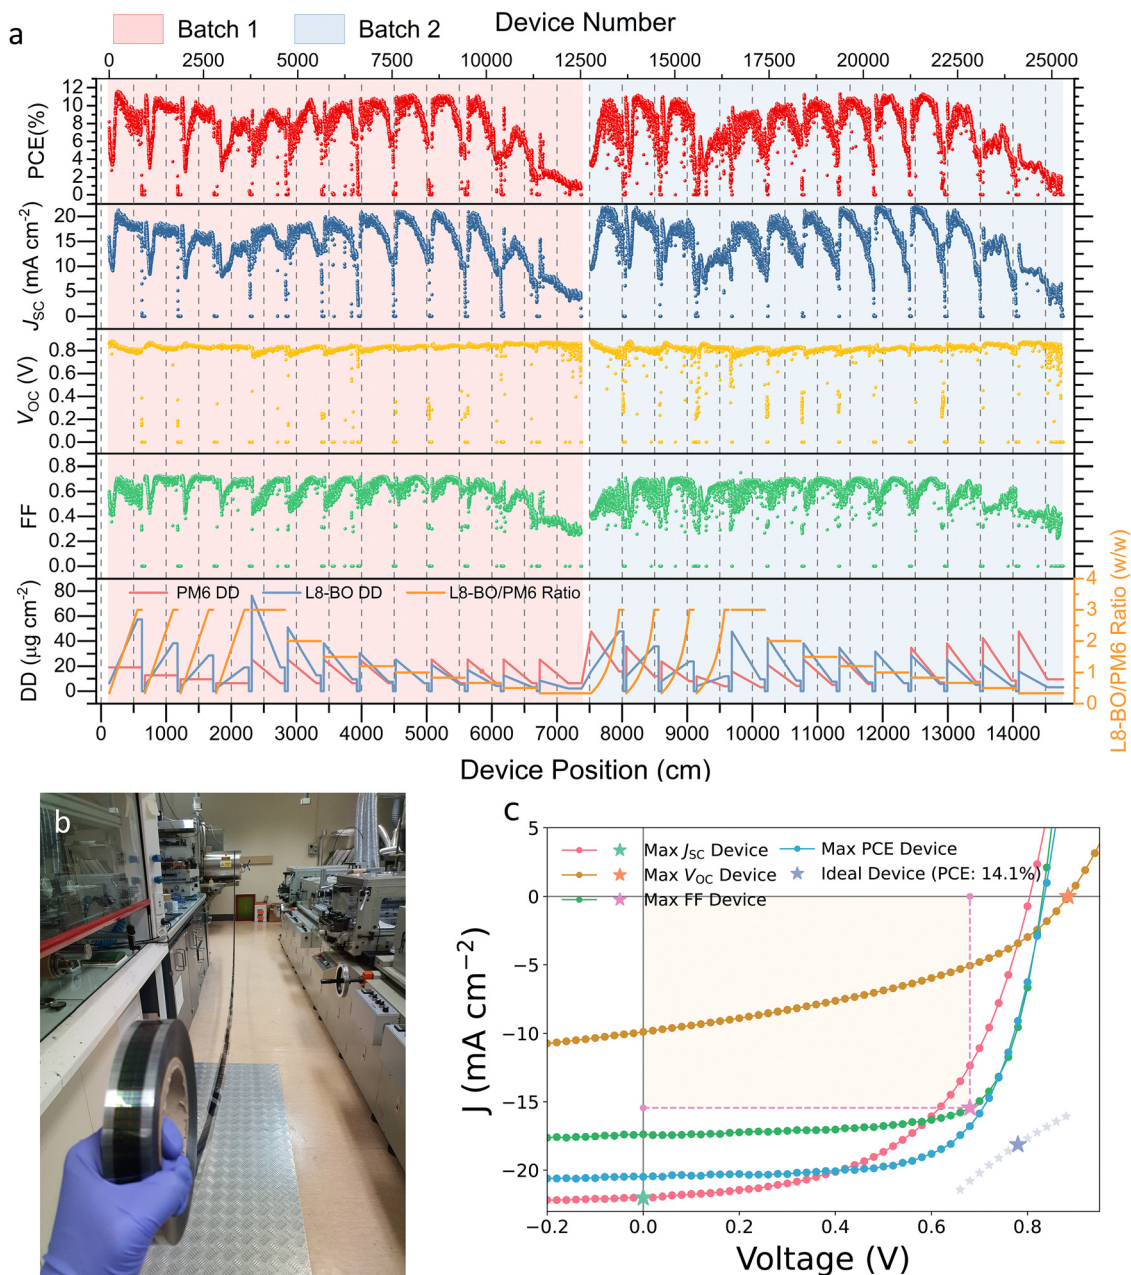 a
Batch 1
Batch 2
Device Number
0 2500 5000 7500 10000 12500 15000 17500 20000 22500 25000
PCE(%)
12
10
8
6
4
2
0
JSC (mA cm−2)
20
15
10
5
0
VOC (V)
0.8
0.6
0.4
0.2
0.0
FF
0.8
0.6
0.4
0.2
0.0
DD (µg cm−2)
80
60
40
20
0
PM6 DD
L8-BO DD
L8-BO/PM6 Ratio
L8-BO/PM6 Ratio (w/w)
4
3
2
1
0
0 1000 2000 3000 4000 5000 6000 7000 8000 9000 10000 11000 12000 13000 14000
Device Position (cm)
b
c
Max JSC Device
Max PCE Device
Max VOC Device
Ideal Device (PCE: 14.1%)
Max FF Device
J (mA cm−2)
5
0
−5
−10
−15
−20
−0.2 0.0 0.2 0.4 0.6 0.8
Voltage (V)